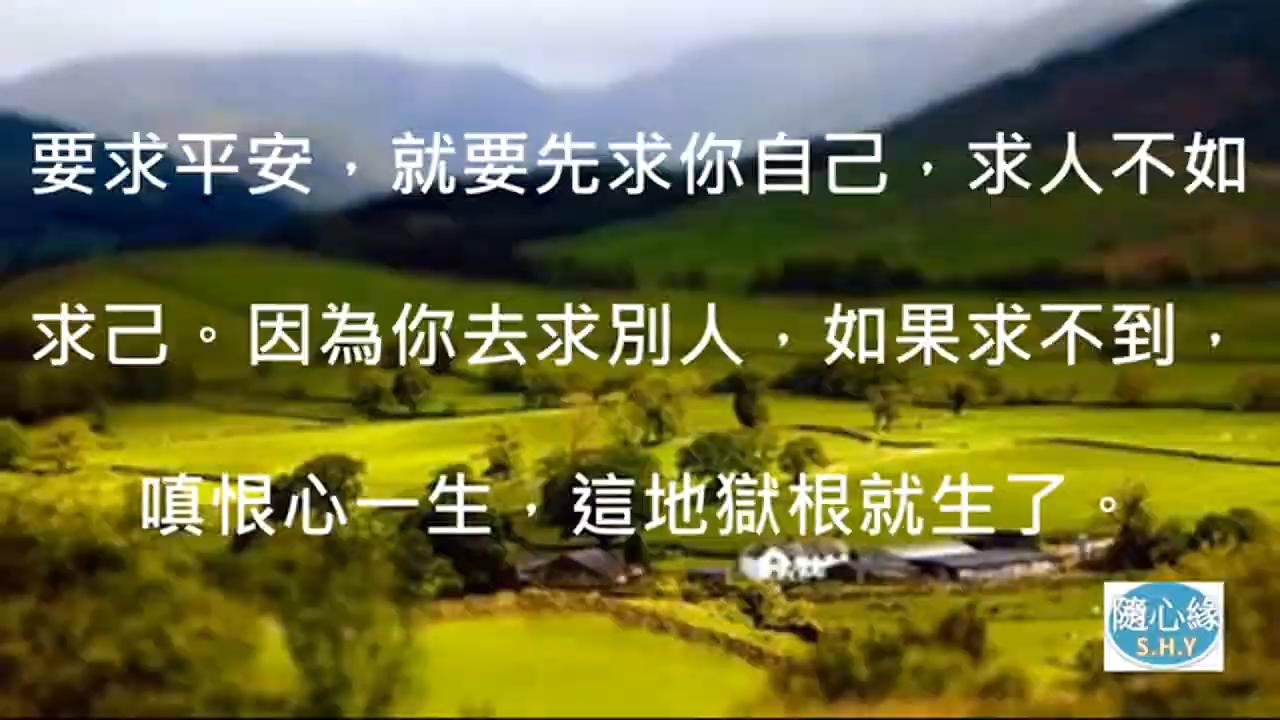 要求平安，就要先求你自己，求人不如
求己。因為你去求別人，如果求不到，
嗔恨心一生，這地獄根就生了。
隨心緣
S.H.Y